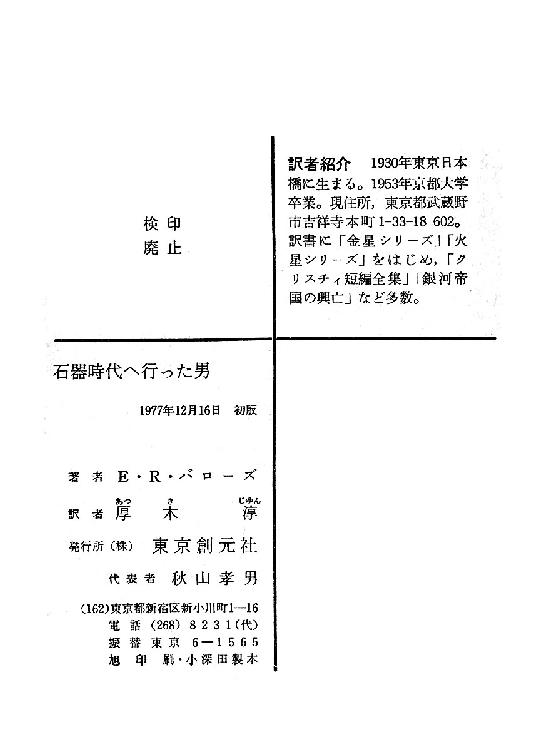 検印
廃止
訳者紹介 1930年東京日本
橋に生まる。1953年京都大学
卒業。現住所，東京都武蔵野
市吉祥寺本町1-33-18 602。
訳書に「金星シリーズ」「火
星シリーズ」をはじめ，「ク
リスチィ短編全集」「銀河帝
国の興亡」など多数。
石器時代へ行った男
1977年12月16日 初版
著者 E・R・バローズ
あつ ぎ じゅん
訳者 厚木 淳
発行所（株） 東京創元社
代表者 秋山孝男
(162)東京都新宿区新小川町1—16
電話 (268) 8231(代)
振替東京 6—1565
旭印刷・小深田製本